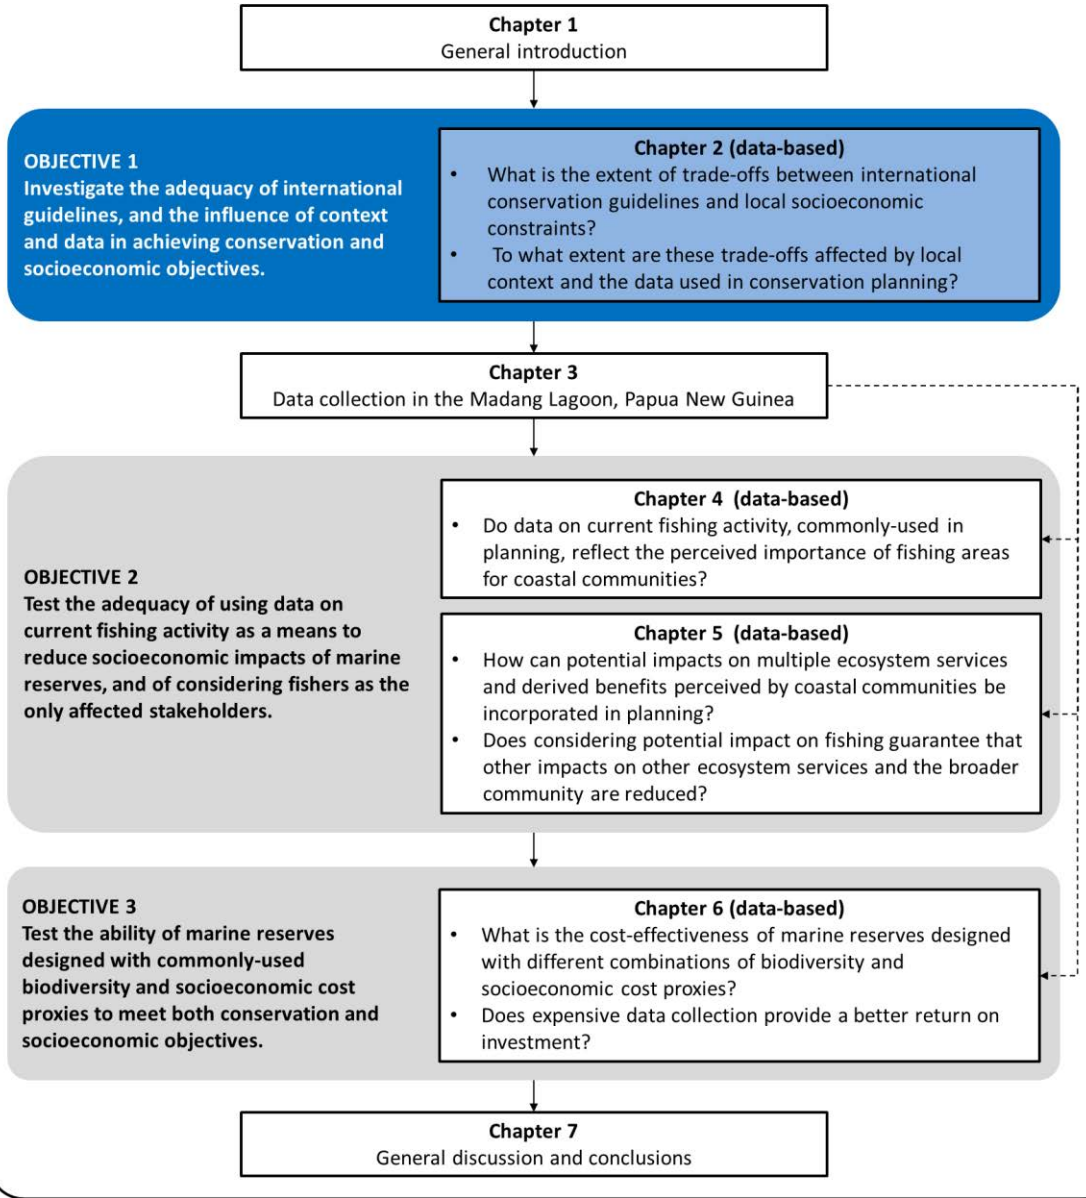 Chapter 1
General introduction
OBJECTIVE 1
Investigate the adequacy of international
guidelines, and the influence of context
and data in achieving conservation and
socioeconomic objectives.
Chapter 2 (data-based)
• What is the extent of trade-offs between international
conservation guidelines and local socioeconomic
constraints?
• To what extent are these trade-offs affected by local
context and the data used in conservation planning?
Chapter 3
Data collection in the Madang Lagoon, Papua New Guinea
OBJECTIVE 2
Test the adequacy of using data on
current fishing activity as a means to
reduce socioeconomic impacts of marine
reserves, and of considering fishers as the
only affected stakeholders.
Chapter 4 (data-based)
• Do data on current fishing activity, commonly-used in
planning, reflect the perceived importance of fishing areas
for coastal communities?
Chapter 5 (data-based)
• How can potential impacts on multiple ecosystem services
and derived benefits perceived by coastal communities be
incorporated in planning?
• Does considering potential impact on fishing guarantee that
other impacts on other ecosystem services and the broader
community are reduced?
OBJECTIVE 3
Test the ability of marine reserves
designed with commonly-used
biodiversity and socioeconomic cost
proxies to meet both conservation and
socioeconomic objectives.
Chapter 6 (data-based)
• What is the cost-effectiveness of marine reserves designed
with different combinations of biodiversity and
socioeconomic cost proxies?
• Does expensive data collection provide a better return on
investment?
Chapter 7
General discussion and conclusions